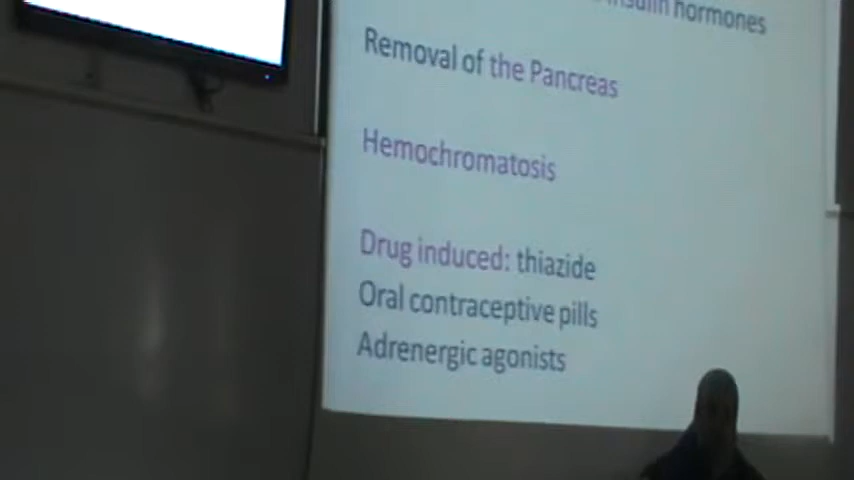 insulin hormones
Removal of the Pancreas
Hemochromatosis
Drug induced: thiazide
Oral contraceptive pills
Adrenergic agonists